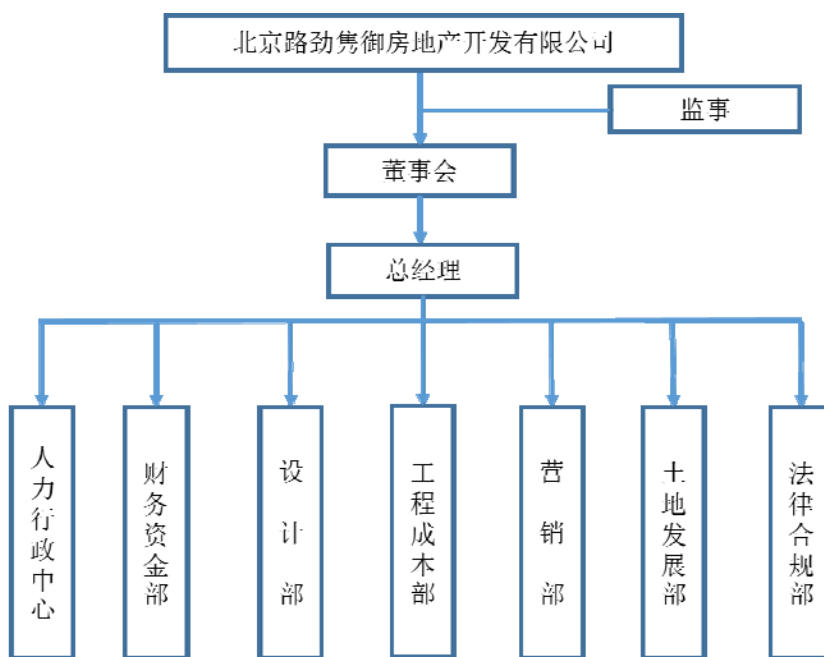 北京路劲隽御房地产开发有限公司
监事
董事会
总经理
人力行政中心
财务资金部
设计部
工程成本部
营销部
土地发展部
法律合规部